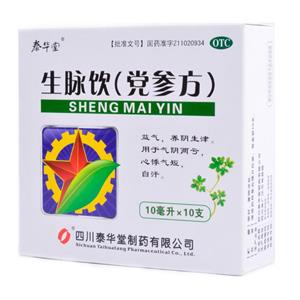 泰华堂
【批准文号】国药准字Z11020934
OTC
生脉饮(党参方)
SHENG MAI YIN
益气，养阴生津。
用于气阴两亏，
心悸气短，
自汗。
10毫升×10支
四川泰华堂制药有限公司
Sichuan Taihuatang Pharmaceutical Co., Ltd.